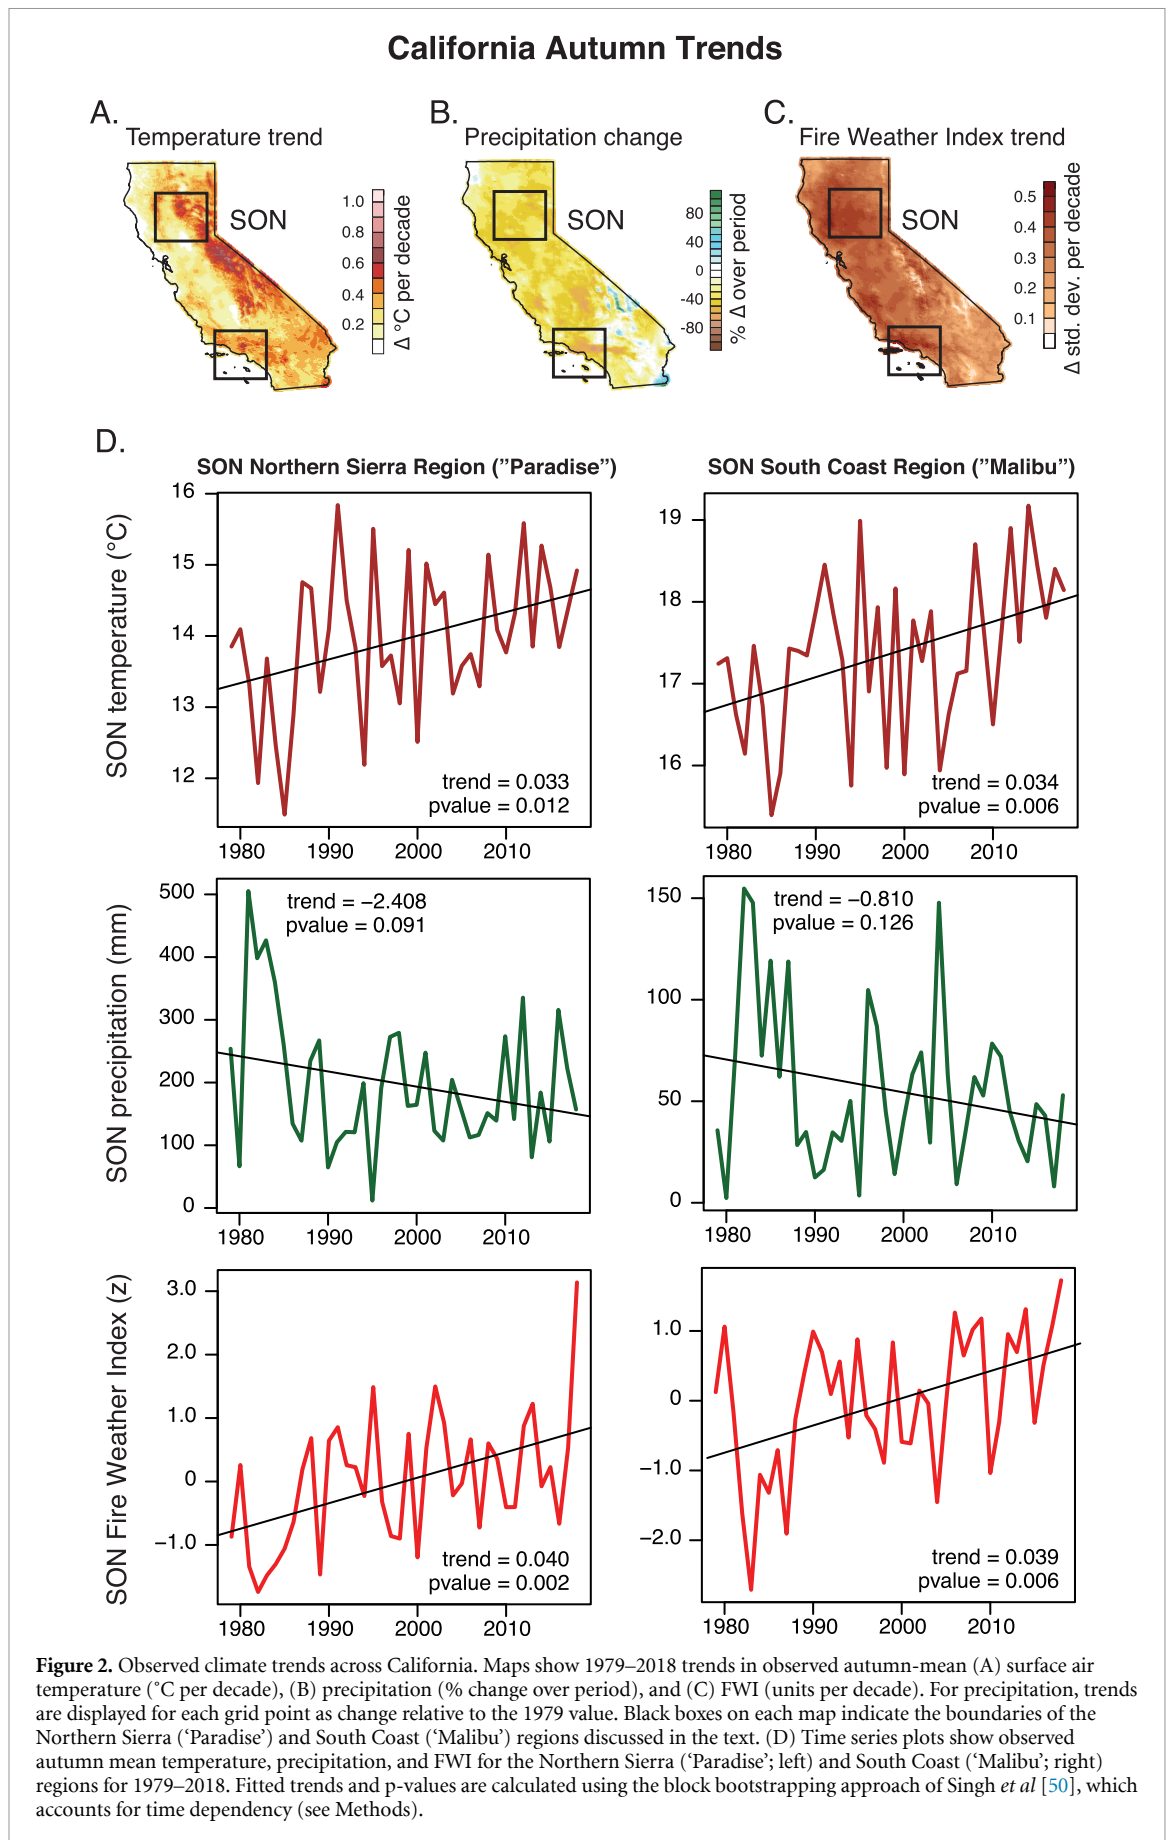 California Autumn Trends
A.
Temperature trend
SON
1.0
0.8
0.6
0.4
0.2
Δ °C per decade
B.
Precipitation change
SON
80
40
0
-40
-80
% Δ over period
C.
Fire Weather Index trend
SON
0.5
0.4
0.3
0.2
0.1
Δ std. dev. per decade
D.
SON Northern Sierra Region ("Paradise")
SON temperature (°C)
16
15
14
13
12
trend = 0.033
pvalue = 0.012
1980 1990 2000 2010
SON South Coast Region ("Malibu")
19
18
17
16
trend = 0.034
pvalue = 0.006
1980 1990 2000 2010
SON precipitation (mm)
500
400
300
200
100
0
trend = −2.408
pvalue = 0.091
1980 1990 2000 2010
150
100
50
0
trend = −0.810
pvalue = 0.126
1980 1990 2000 2010
SON Fire Weather Index (z)
3.0
2.0
1.0
0
−1.0
trend = 0.040
pvalue = 0.002
1980 1990 2000 2010
1.0
0
−1.0
−2.0
trend = 0.039
pvalue = 0.006
1980 1990 2000 2010
Figure 2. Observed climate trends across California. Maps show 1979–2018 trends in observed autumn-mean (A) surface air
temperature (°C per decade), (B) precipitation (% change over period), and (C) FWI (units per decade). For precipitation, trends
are displayed for each grid point as change relative to the 1979 value. Black boxes on each map indicate the boundaries of the
Northern Sierra ('Paradise') and South Coast ('Malibu') regions discussed in the text. (D) Time series plots show observed
autumn mean temperature, precipitation, and FWI for the Northern Sierra ('Paradise'; left) and South Coast ('Malibu'; right)
regions for 1979–2018. Fitted trends and p-values are calculated using the block bootstrapping approach of Singh et al [50], which
accounts for time dependency (see Methods).